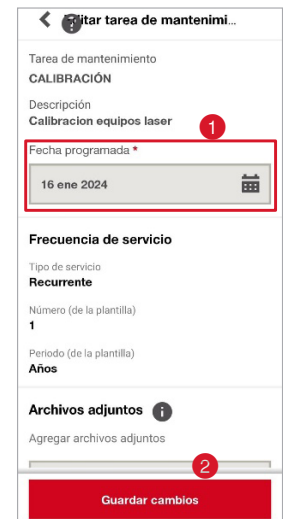 Editar tarea de mantenimi...
Tarea de mantenimiento
CALIBRACIÓN
Descripción
Calibracion equipos laser
1
Fecha programada *
16 ene 2024
Frecuencia de servicio
Tipo de servicio
Recurrente
Número (de la plantilla)
1
Periodo (de la plantilla)
Años
Archivos adjuntos i
Agregar archivos adjuntos
2
Guardar cambios